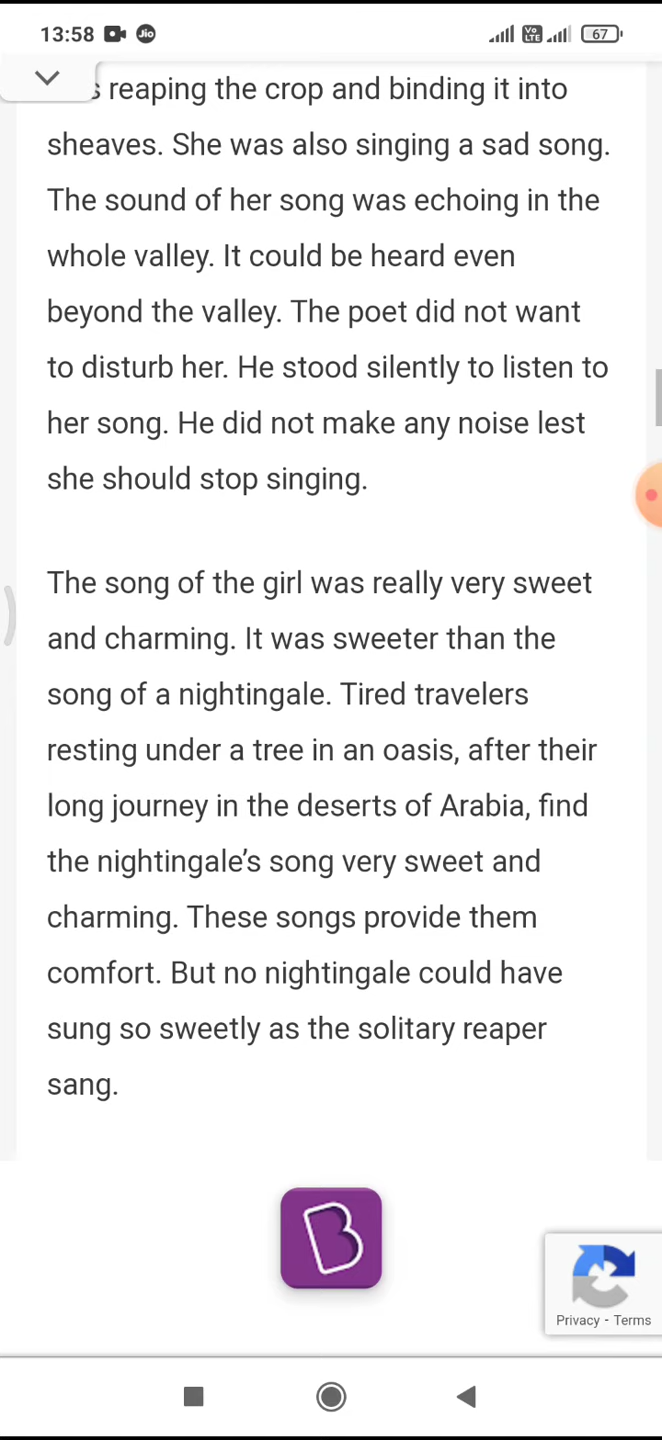 13:58 Jio Vo LTE 67
s reaping the crop and binding it into
sheaves. She was also singing a sad song.
The sound of her song was echoing in the
whole valley. It could be heard even
beyond the valley. The poet did not want
to disturb her. He stood silently to listen to
her song. He did not make any noise lest
she should stop singing.
The song of the girl was really very sweet
and charming. It was sweeter than the
song of a nightingale. Tired travelers
resting under a tree in an oasis, after their
long journey in the deserts of Arabia, find
the nightingale’s song very sweet and
charming. These songs provide them
comfort. But no nightingale could have
sung so sweetly as the solitary reaper
sang.
B
Privacy - Terms